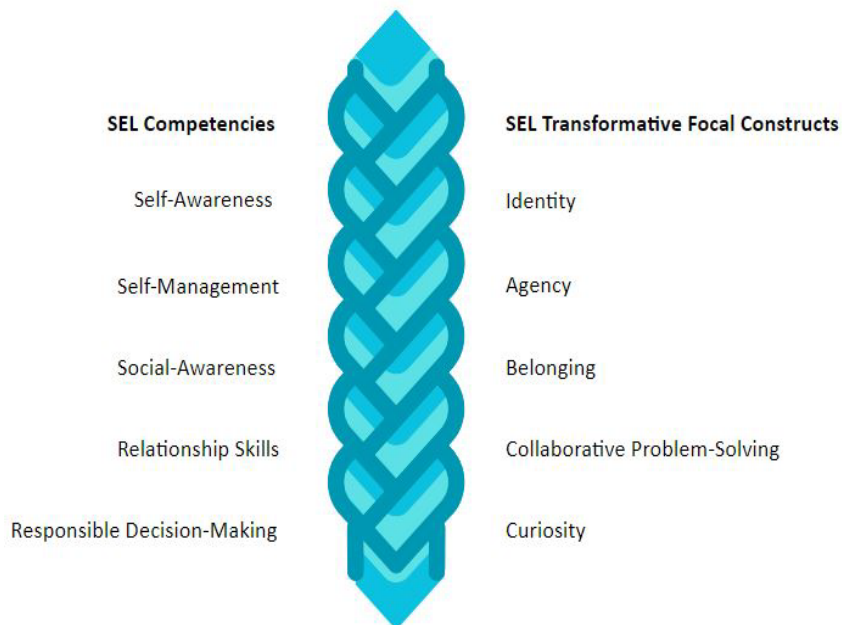 SEL Competencies
SEL Transformative Focal Constructs
Self-Awareness
Identity
Self-Management
Agency
Social-Awareness
Belonging
Relationship Skills
Collaborative Problem-Solving
Responsible Decision-Making
Curiosity